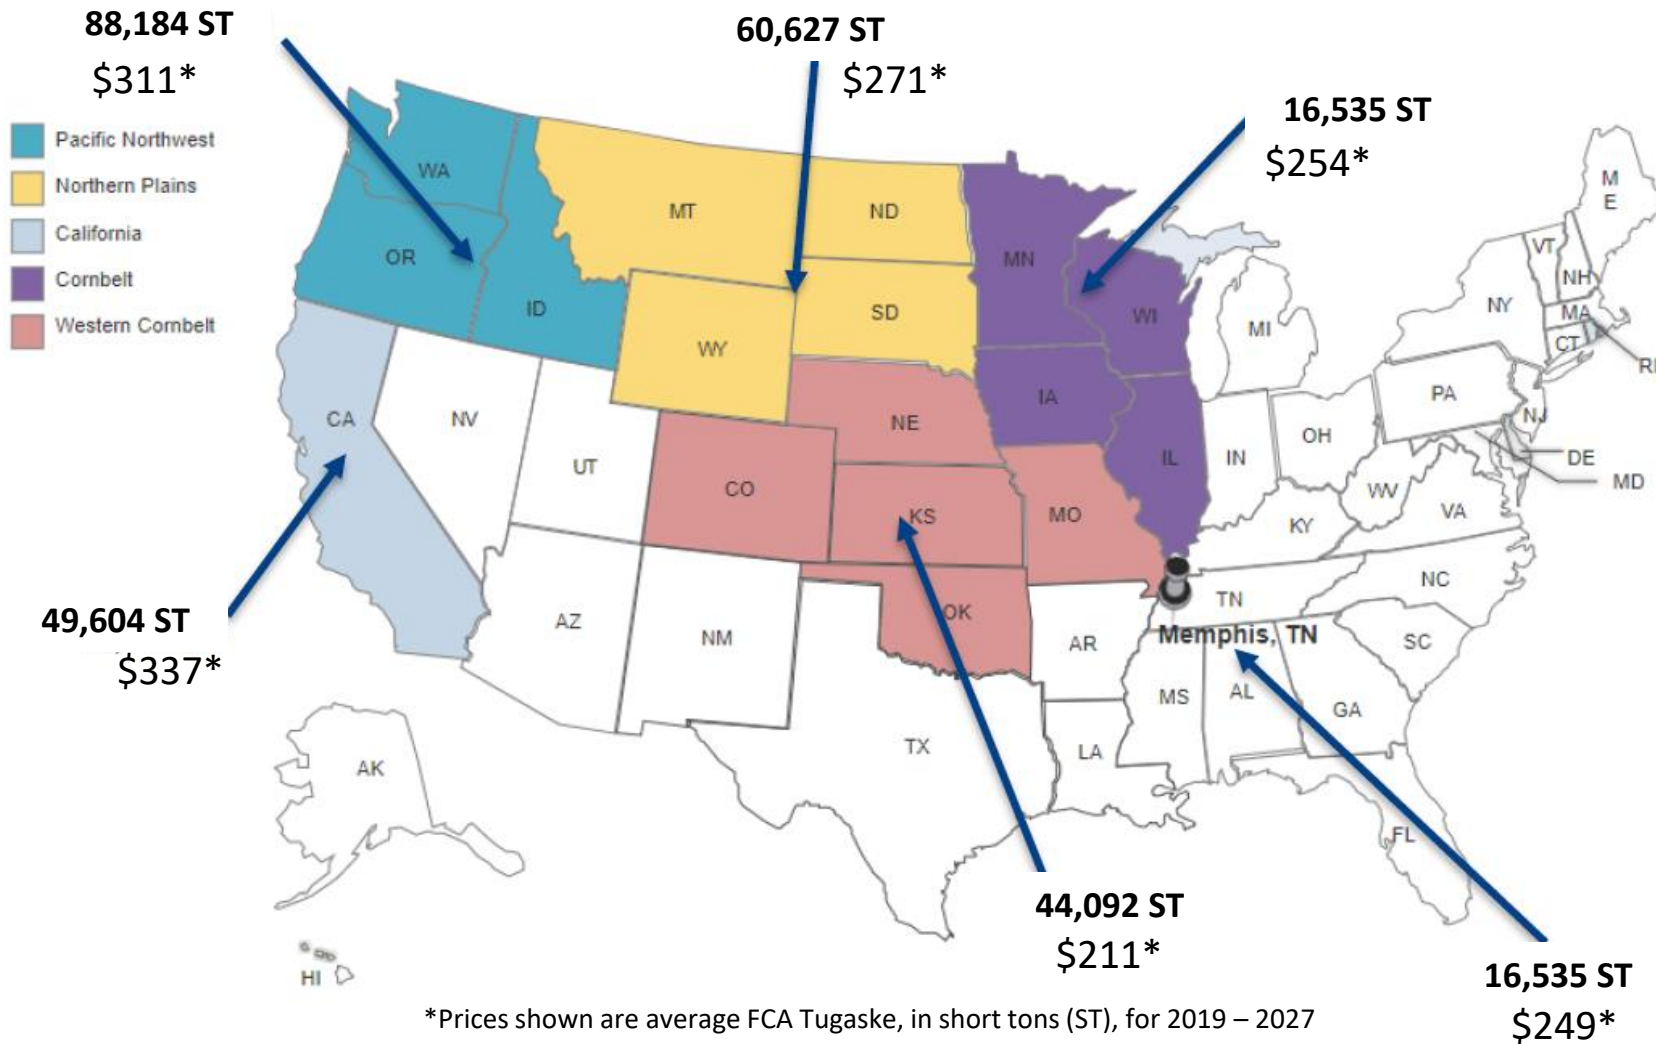 88,184 ST
$311*
60,627 ST
$271*
16,535 ST
$254*
Pacific Northwest
Northern Plains
California
Cornbelt
Western Cornbelt
WA
OR
ID
MT
ND
SD
WY
MN
WI
IA
IL
MI
M
E
VT
NH
NY
MA
CT
RI
PA
NJ
OH
IN
DE
MD
WV
VA
KY
CA
NV
UT
CO
NE
KS
MO
OK
AZ
NM
AR
TN
Memphis, TN
NC
SC
MS
AL
GA
TX
LA
FL
AK
HI
49,604 ST
$337*
44,092 ST
$211*
16,535 ST
$249*
*Prices shown are average FCA Tugaske, in short tons (ST), for 2019 – 2027